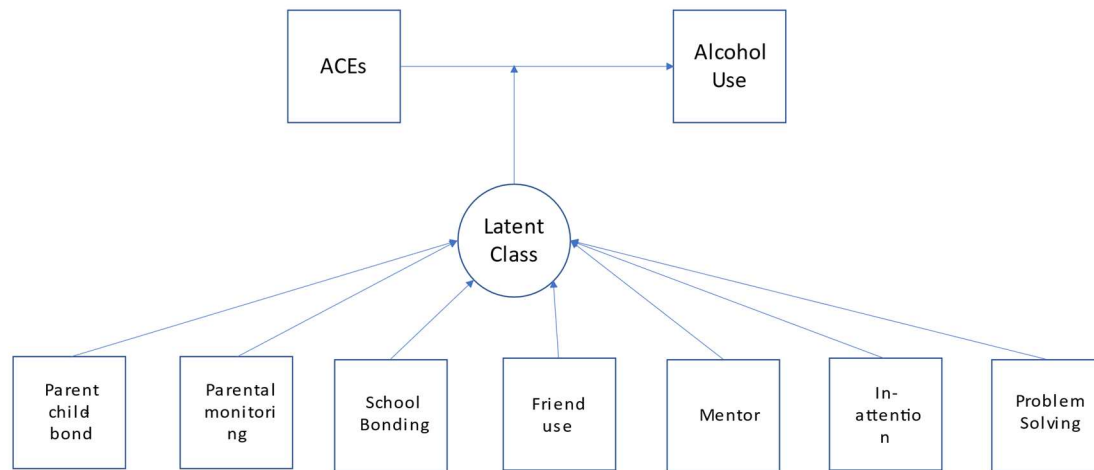 ACEs
Alcohol
Use
Latent
Class
Parent
child-
bond
Parental
monitori
ng
School
Bonding
Friend
use
Mentor
In-
attentio
n
Problem
Solving